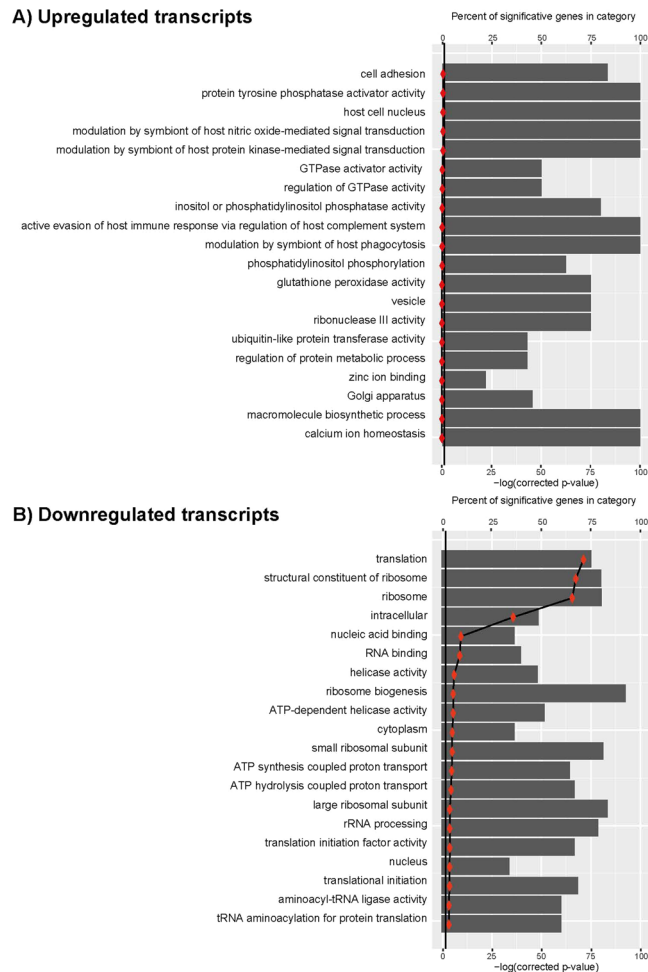 A) Upregulated transcripts
Percent of significative genes in category
0 25 50 75 100
cell adhesion
protein tyrosine phosphatase activator activity
host cell nucleus
modulation by symbiont of host nitric oxide-mediated signal transduction
modulation by symbiont of host protein kinase-mediated signal transduction
GTPase activator activity
regulation of GTPase activity
inositol or phosphatidylinositol phosphatase activity
active evasion of host immune response via regulation of host complement system
modulation by symbiont of host phagocytosis
phosphatidylinositol phosphorylation
glutathione peroxidase activity
vesicle
ribonuclease III activity
ubiquitin-like protein transferase activity
regulation of protein metabolic process
zinc ion binding
Golgi apparatus
macromolecule biosynthetic process
calcium ion homeostasis
0 25 50 75 100
−log(corrected p-value)
B) Downregulated transcripts
Percent of significative genes in category
0 25 50 75 100
translation
structural constituent of ribosome
ribosome
intracellular
nucleic acid binding
RNA binding
helicase activity
ribosome biogenesis
ATP-dependent helicase activity
cytoplasm
small ribosomal subunit
ATP synthesis coupled proton transport
ATP hydrolysis coupled proton transport
large ribosomal subunit
rRNA processing
translation initiation factor activity
nucleus
translational initiation
aminoacyl-tRNA ligase activity
tRNA aminoacylation for protein translation
0 25 50 75 100
−log(corrected p-value)